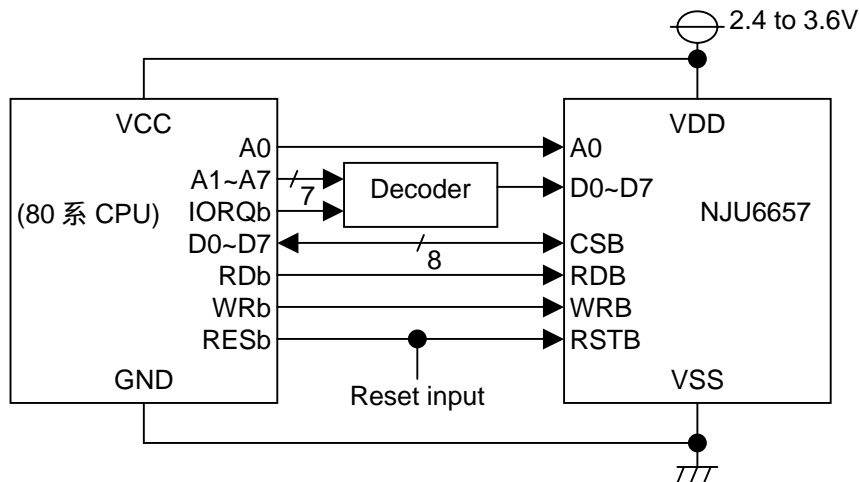 2.4 to 3.6V
VCC
A0
A1~A7
7
(80 系 CPU)
IORQb
D0~D7
8
RDb
WRb
RESb
GND
Decoder
Reset input
VDD
A0
D0~D7
NJU6657
CSB
RDB
WRB
RSTB
VSS